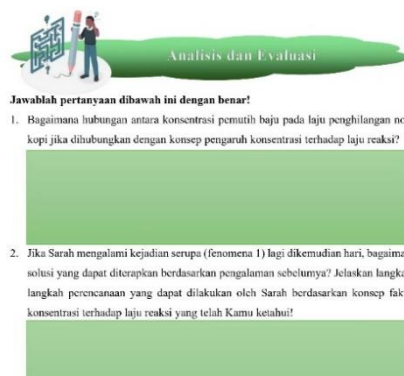 Analisis dan Evaluasi
Jawablah pertanyaan dibawah ini dengan benar!
1. Bagaimana hubungan antara konsentrasi pemutih baju pada laju penghilangan
kopi jika dihubungkan dengan konsep pengaruh konsentrasi terhadap laju reaksi?
2. Jika Sarah mengalami kejadian serupa (fenomena 1) lagi dikemudian hari,
solusi yang dapat diterapkan berdasarkan pengalaman sebelumya? Jelaskan
langkah perencanaan yang dapat dilakukan oleh Sarah berdasarkan konsep
konsentrasi terhadap laju reaksi yang telah Kamu ketahui!